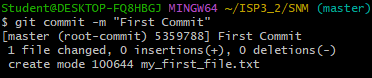 Student@DESKTOP-FQ8HBGJ MINGW64 ~/ISP3_2/SNM (master)
$ git commit -m "First Commit"
[master (root-commit) 5359788] First Commit
 1 file changed, 0 insertions(+), 0 deletions(-)
 create mode 100644 my_first_file.txt